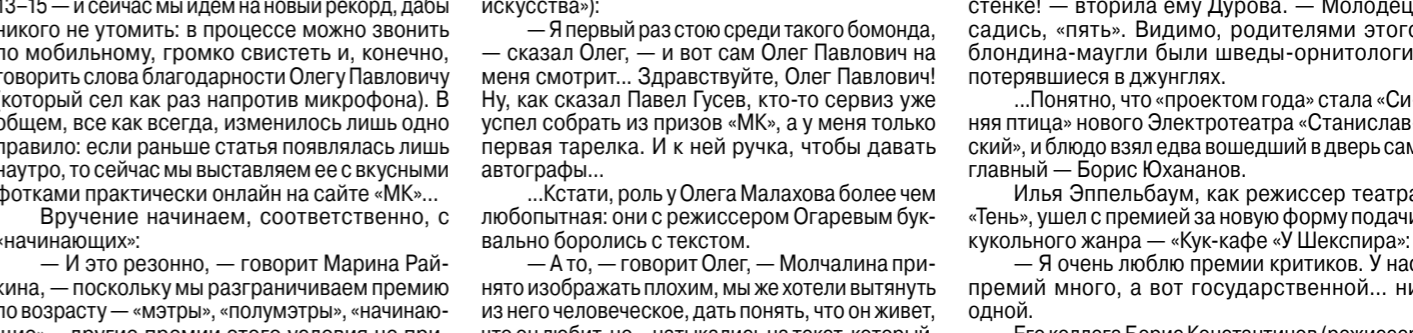 13–15 — и сейчас мы идем на новый рекорд, дабы
никого не утомить: в процессе можно звонить
по мобильному, громко свистеть и, конечно,
говорить слова благодарности Олегу Павловичу
(который сел как раз напротив микрофона). В
общем, все как всегда, изменилось лишь одно
правило: если раньше статья появлялась лишь
наутро, то сейчас мы выставляем ее с вкусными
фотками практически онлайн на сайте «МК»...
Вручение начинаем, соответственно, с
«начинающих»:
— И это резонно, — говорит Марина Рай-
кина, — поскольку мы разграничиваем премию
по возрасту — «мэтры», «полумэтры», «начинаю-
искусства»):
— Я первый раз стою среди такого бомонда,
— сказал Олег, — и вот сам Олег Павлович на
меня смотрит... Здравствуйте, Олег Павлович!
Ну, как сказал Павел Гусев, кто-то сервиз уже
успел собрать из призов «МК», а у меня только
первая тарелка. И к ней ручка, чтобы давать
автографы...
...Кстати, роль у Олега Малахова более чем
любопытная: они с режиссером Огаревым бук-
вально боролись с текстом.
— А то, — говорит Олег, — Молчалина при-
нято изображать плохим, мы же хотели вытянуть
из него человеческое, дать понять, что он живет,
стенке! — вторила ему Дурова. — Молодец,
садись, «пять». Видимо, родителями этого
блондина-маугли были шведы-орнитологи,
потерявшиеся в джунглях.
...Понятно, что «проектом года» стала «Си-
няя птица» нового Электротеатра «Станислав-
ский», и блюдо взял едва вошедший в дверь сам
главный — Борис Юхананов.
Илья Эппельбаум, как режиссер театра
«Тень», ушел с премией за новую форму подачи
кукольного жанра — «Кук-кафе «У Шекспира»:
— Я очень люблю премии критиков. У нас
премий много, а вот государственной... ни
одной.
Его коллега Борис Константинов (режиссер